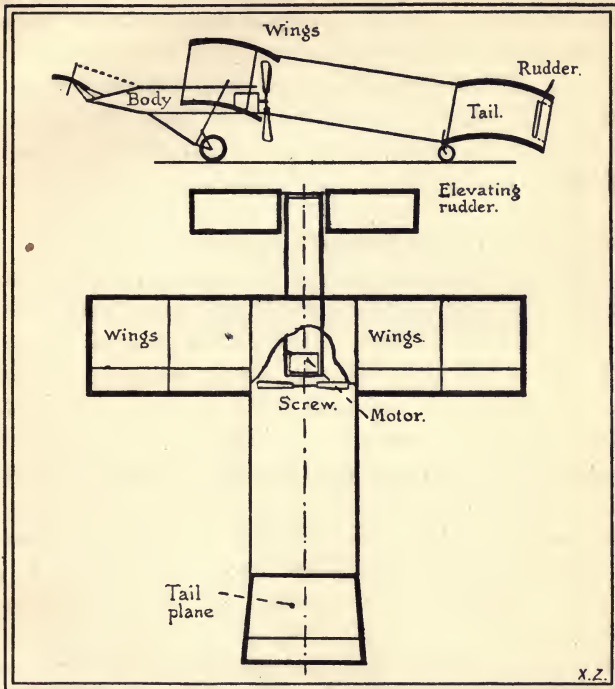 Wings
Rudder.
Body
Tail.
Elevating
rudder.
Wings
Wings.
Screw.
Motor.
Tail
plane
X.Z.